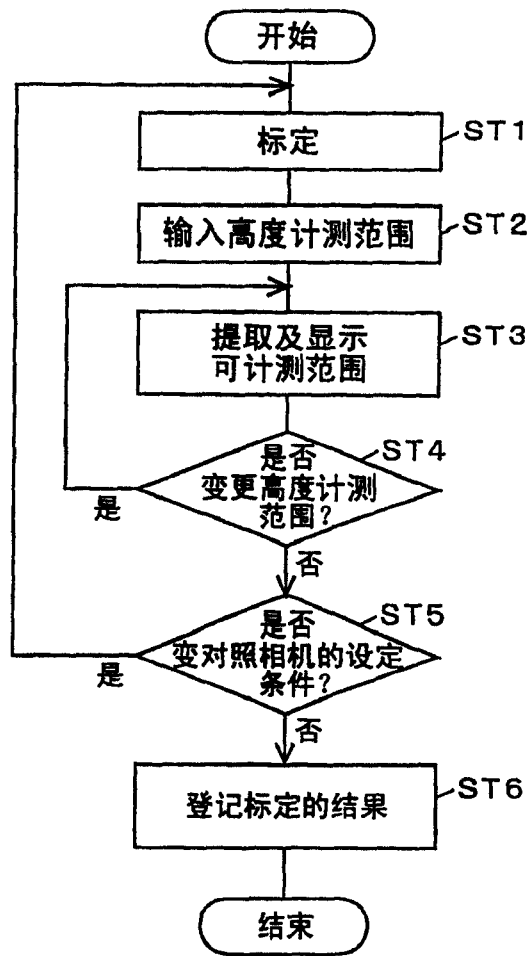 开始
标定
ST1
输入高度计测范围
ST2
提取及显示
可计测范围
ST3
是否
变更高度计测
范围?
ST4
是
否
是否
变对照相机的设定
条件?
ST5
是
否
登记标定的结果
ST6
结束